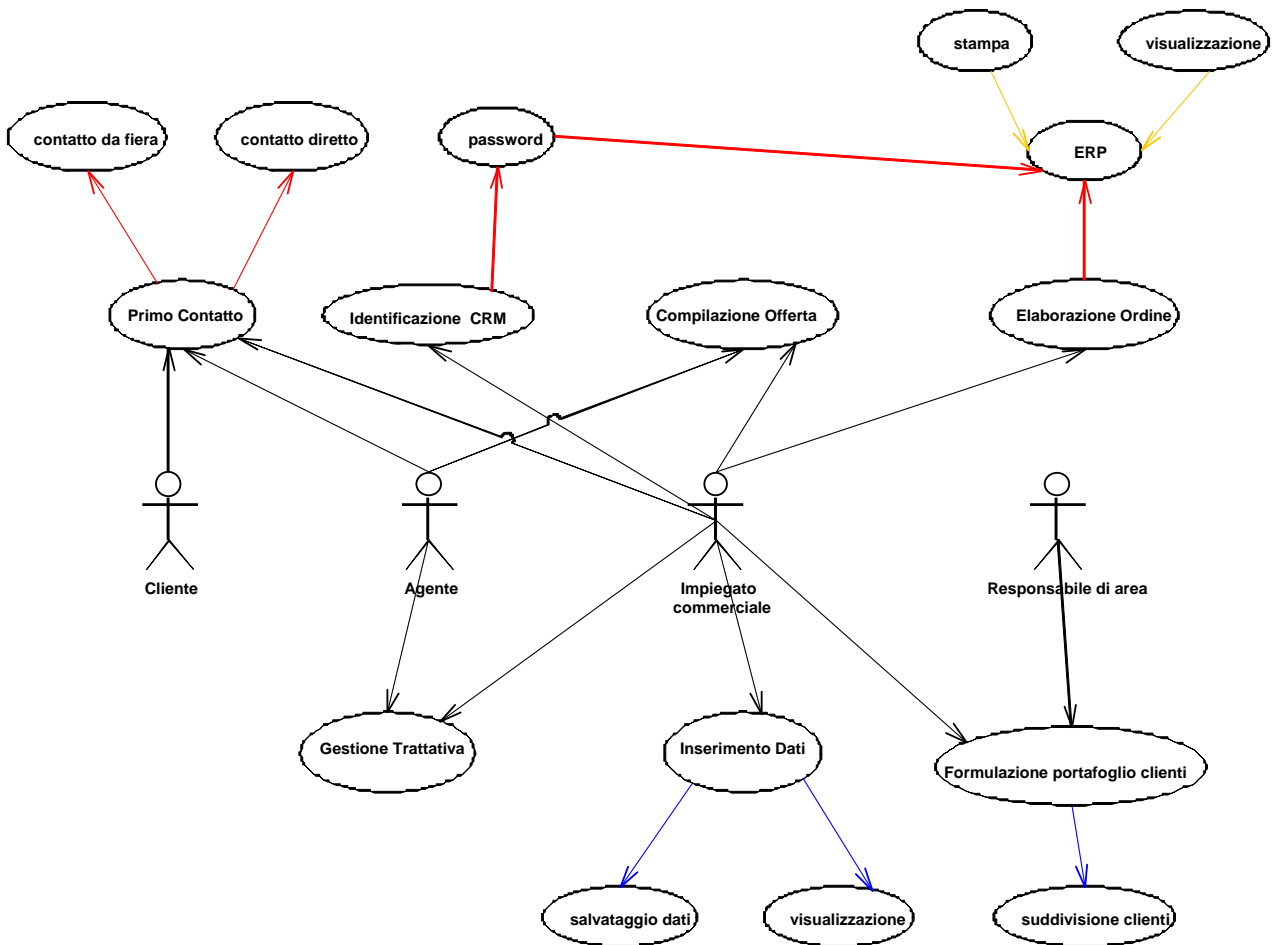 stampa
visualizzazione
contatto da fiera
contatto diretto
password
ERP
Primo Contatto
Identificazione CRM
Compilazione Offerta
Elaborazione Ordine
Cliente
Agente
Impiegato
commerciale
Responsabile di area
Gestione Trattativa
Inserimento Dati
Formulazione portafoglio clienti
salvataggio dati
visualizzazione
suddivisione clienti